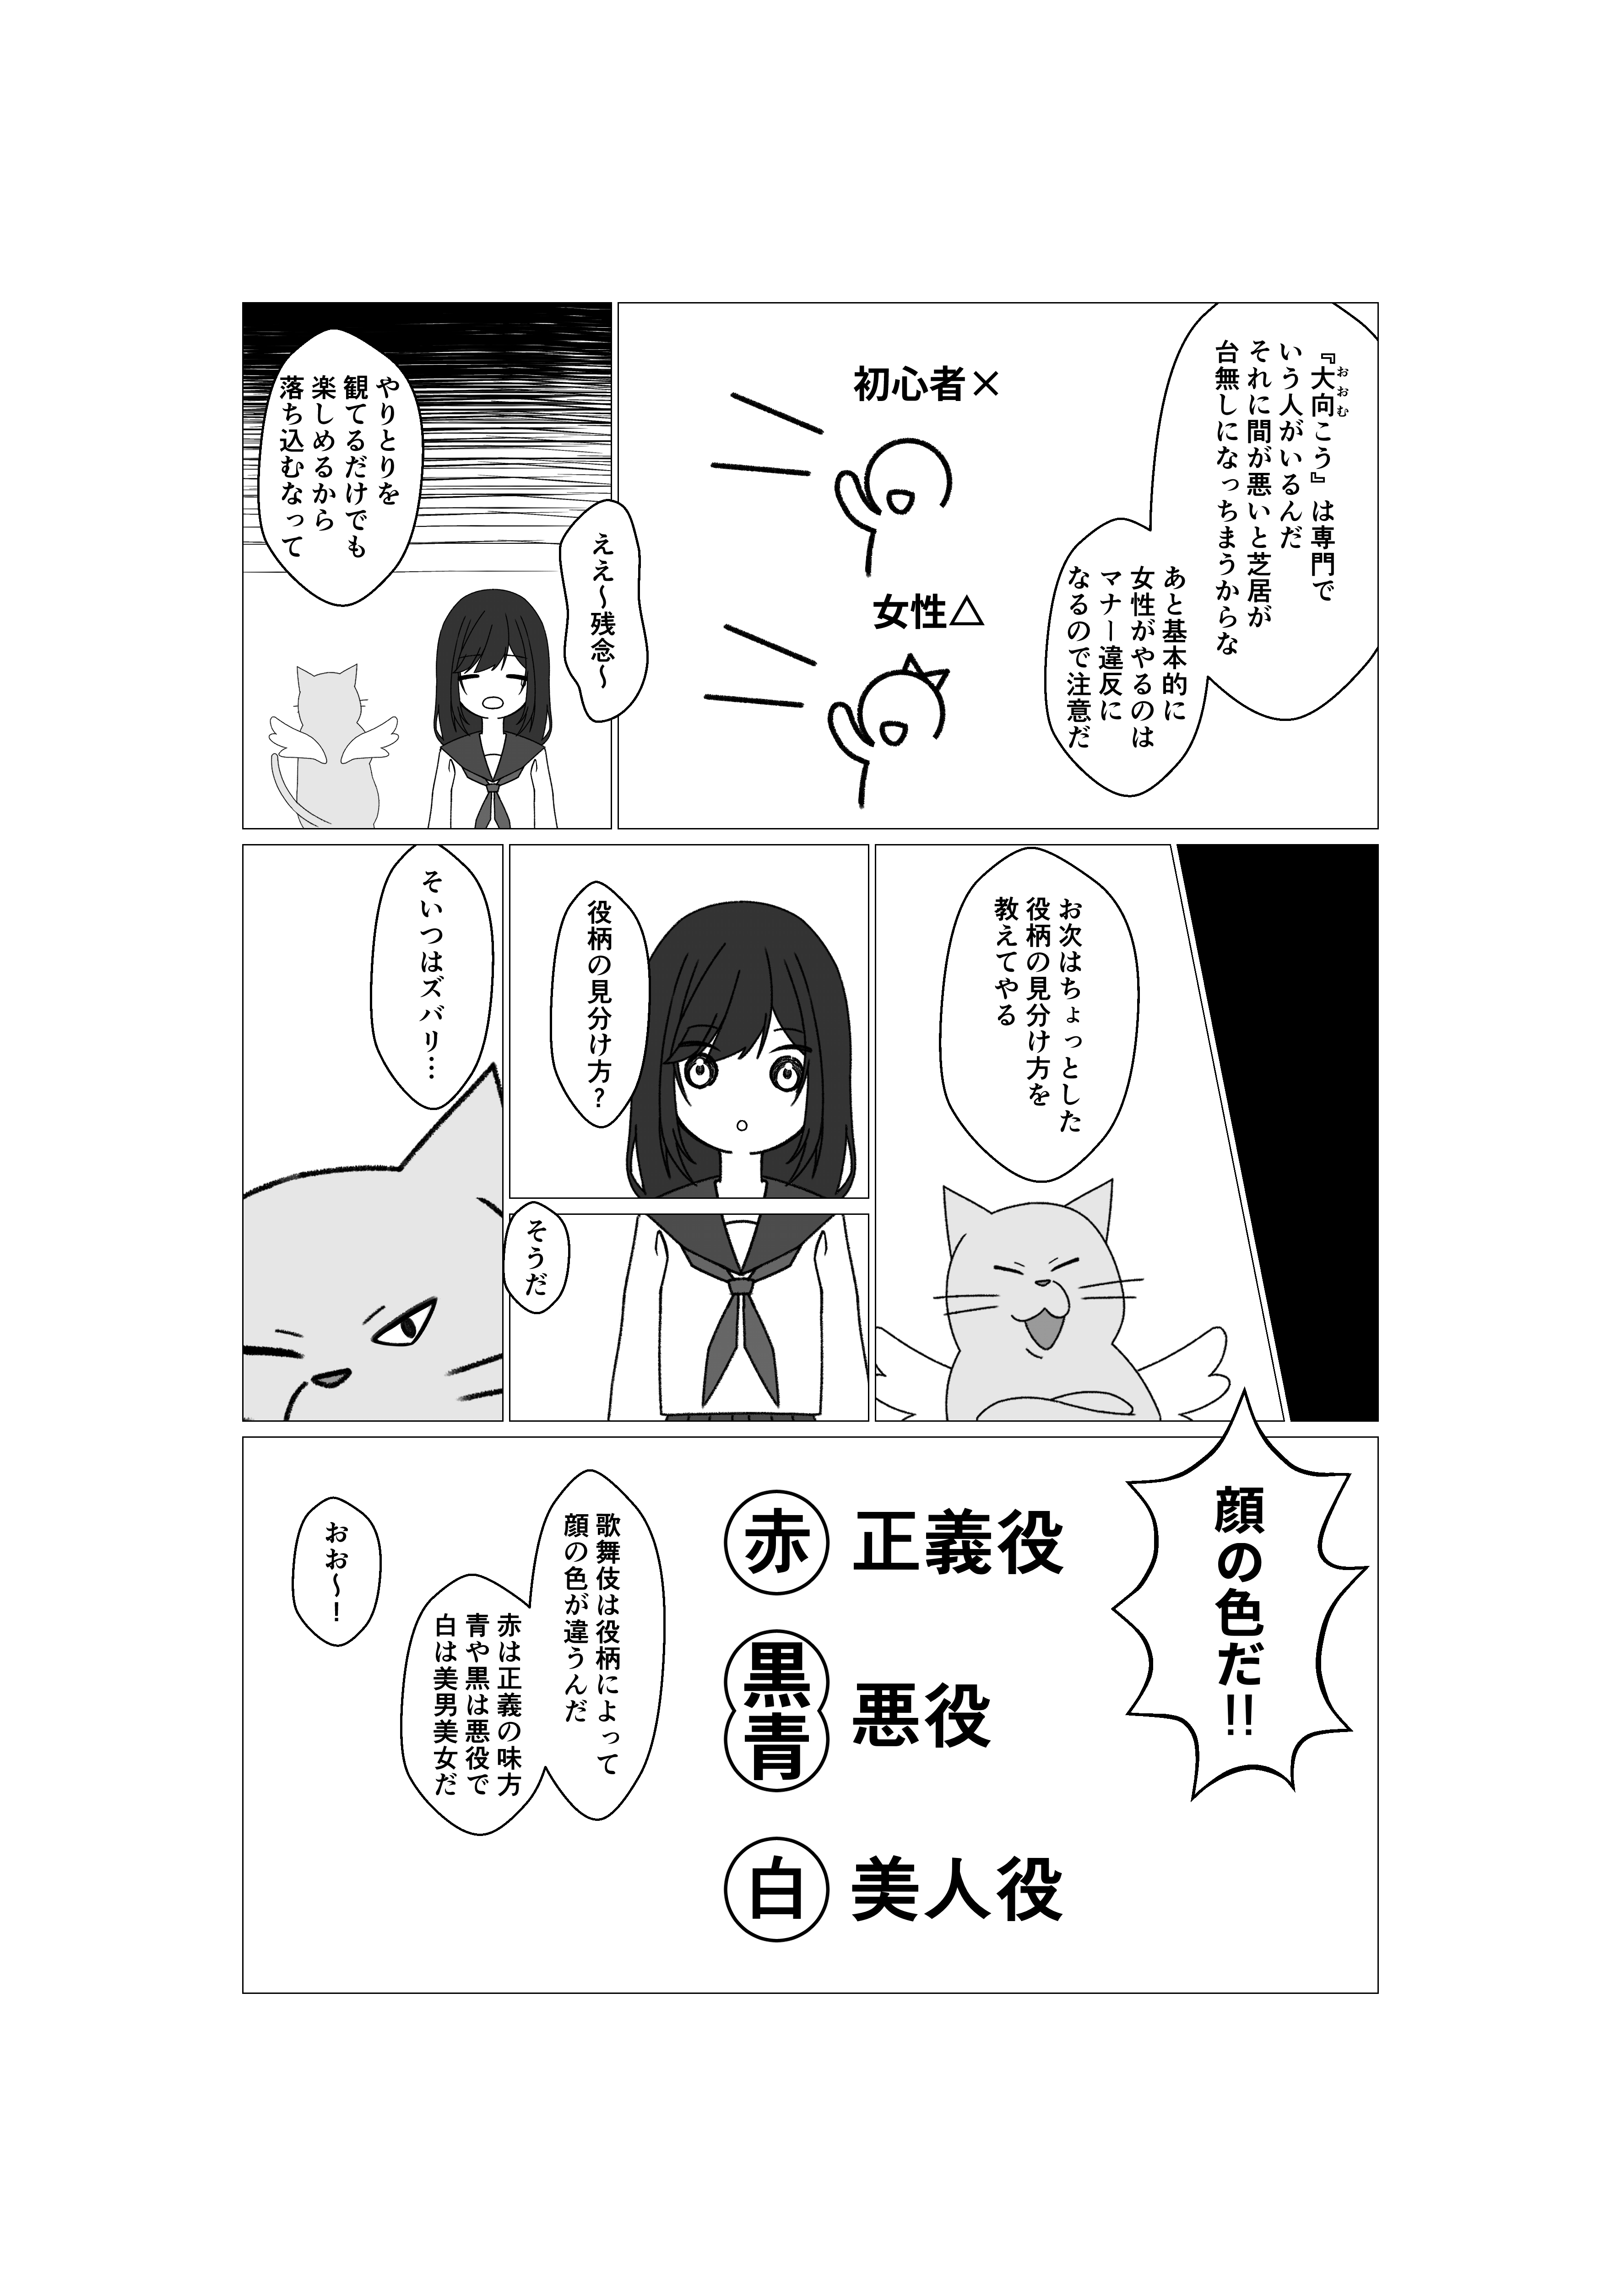 『大向こう』は専門で
おおむ
いう人がいるんだ
それに間が悪いと芝居が
台無しになっちまうからな
あと基本的に
女性がやるのは
マナー違反に
なるので注意だ
初心者×
女性△
ええ～残念～
やりとりを
観てるだけでも
楽しめるから
落ち込むなって
お次はちょっとした
役柄の見分け方を
教えてやる
役柄の見分け方?
そうだ
そいつはズバリ…
顔の色だ!!
赤 正義役
黒
青
悪役
白 美人役
歌舞伎は役柄によって
顔の色が違うんだ
赤は正義の味方
青や黒は悪役で
白は美男美女だ
おお～!